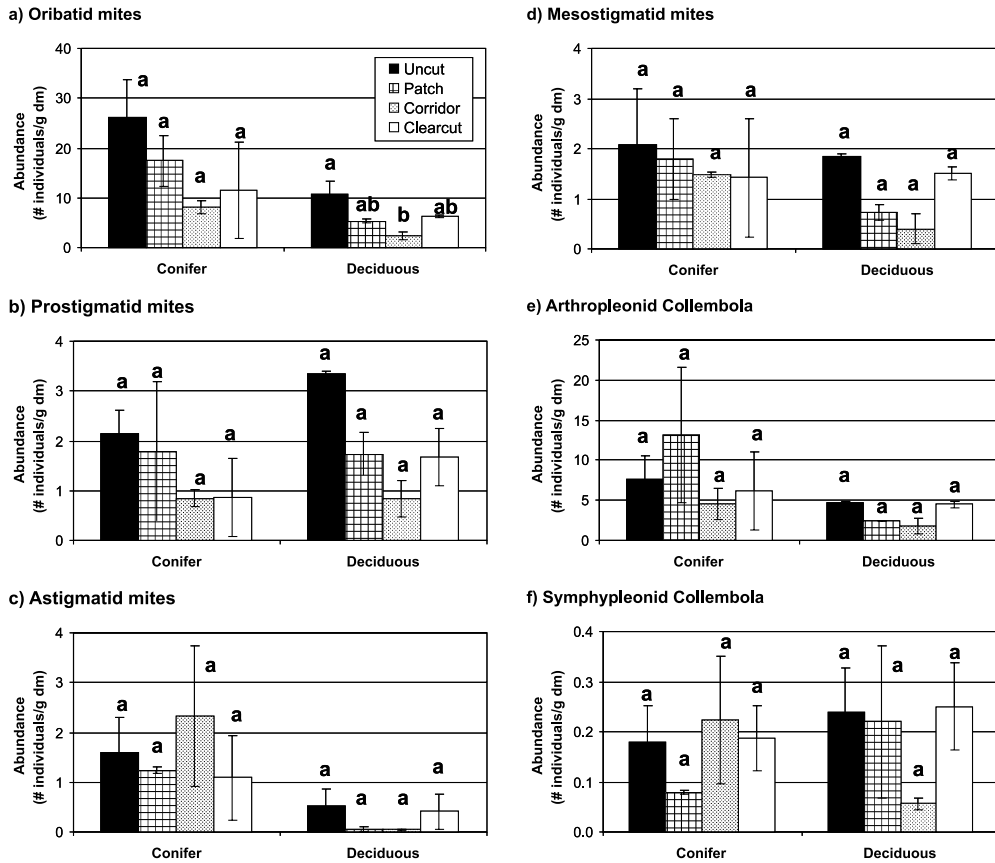 a) Oribatid mites
Abundance
(# individuals/g dm)
40
30
20
10
0
a
a
a
a
a
ab
b
ab
Uncut
Patch
Corridor
Clearcut
Conifer
Deciduous
b) Prostigmatid mites
Abundance
(# individuals/g dm)
4
3
2
1
0
a
a
a
a
a
a
a
a
Conifer
Deciduous
c) Astigmatid mites
Abundance
(# individuals/g dm)
4
3
2
1
0
a
a
a
a
a
a
a
a
Conifer
Deciduous
d) Mesostigmatid mites
Abundance
(# individuals/g dm)
4
3
2
1
0
a
a
a
a
a
a
a
a
Conifer
Deciduous
e) Arthropleonid Collembola
Abundance
(# individuals/g dm)
25
20
15
10
5
0
a
a
a
a
a
a
a
a
Conifer
Deciduous
f) Symphypleonid Collembola
Abundance
(# individuals/g dm)
0.4
0.3
0.2
0.1
0.0
a
a
a
a
a
a
a
a
Conifer
Deciduous